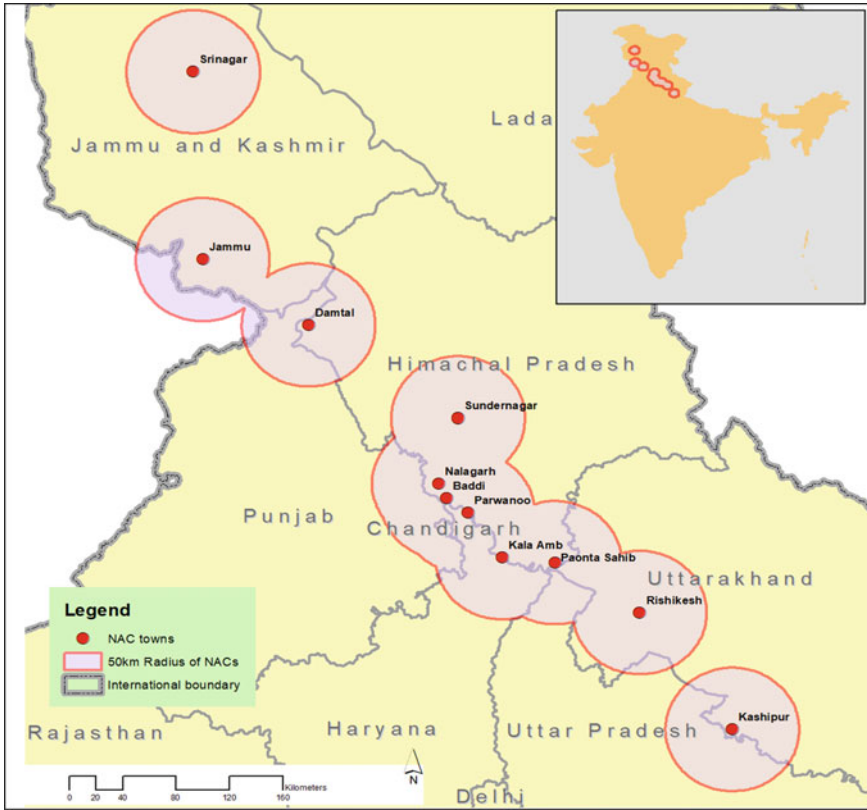 Srinagar
Lada
Jammu and Kashmir
Jammu
Damtal
Himachal Pradesh
Sundernagar
Nalagarh
Baddi
Parwanoo
Punjab
Chandigarh
Kala Amb
Paonta Sahib
Uttarakhand
Rishikesh
Legend
NAC towns
50km Radius of NACs
International boundary
Rajasthan
Haryana
Uttar Pradesh
Kashipur
N
Kilometers
0 20 40 80 120 160
Delhi